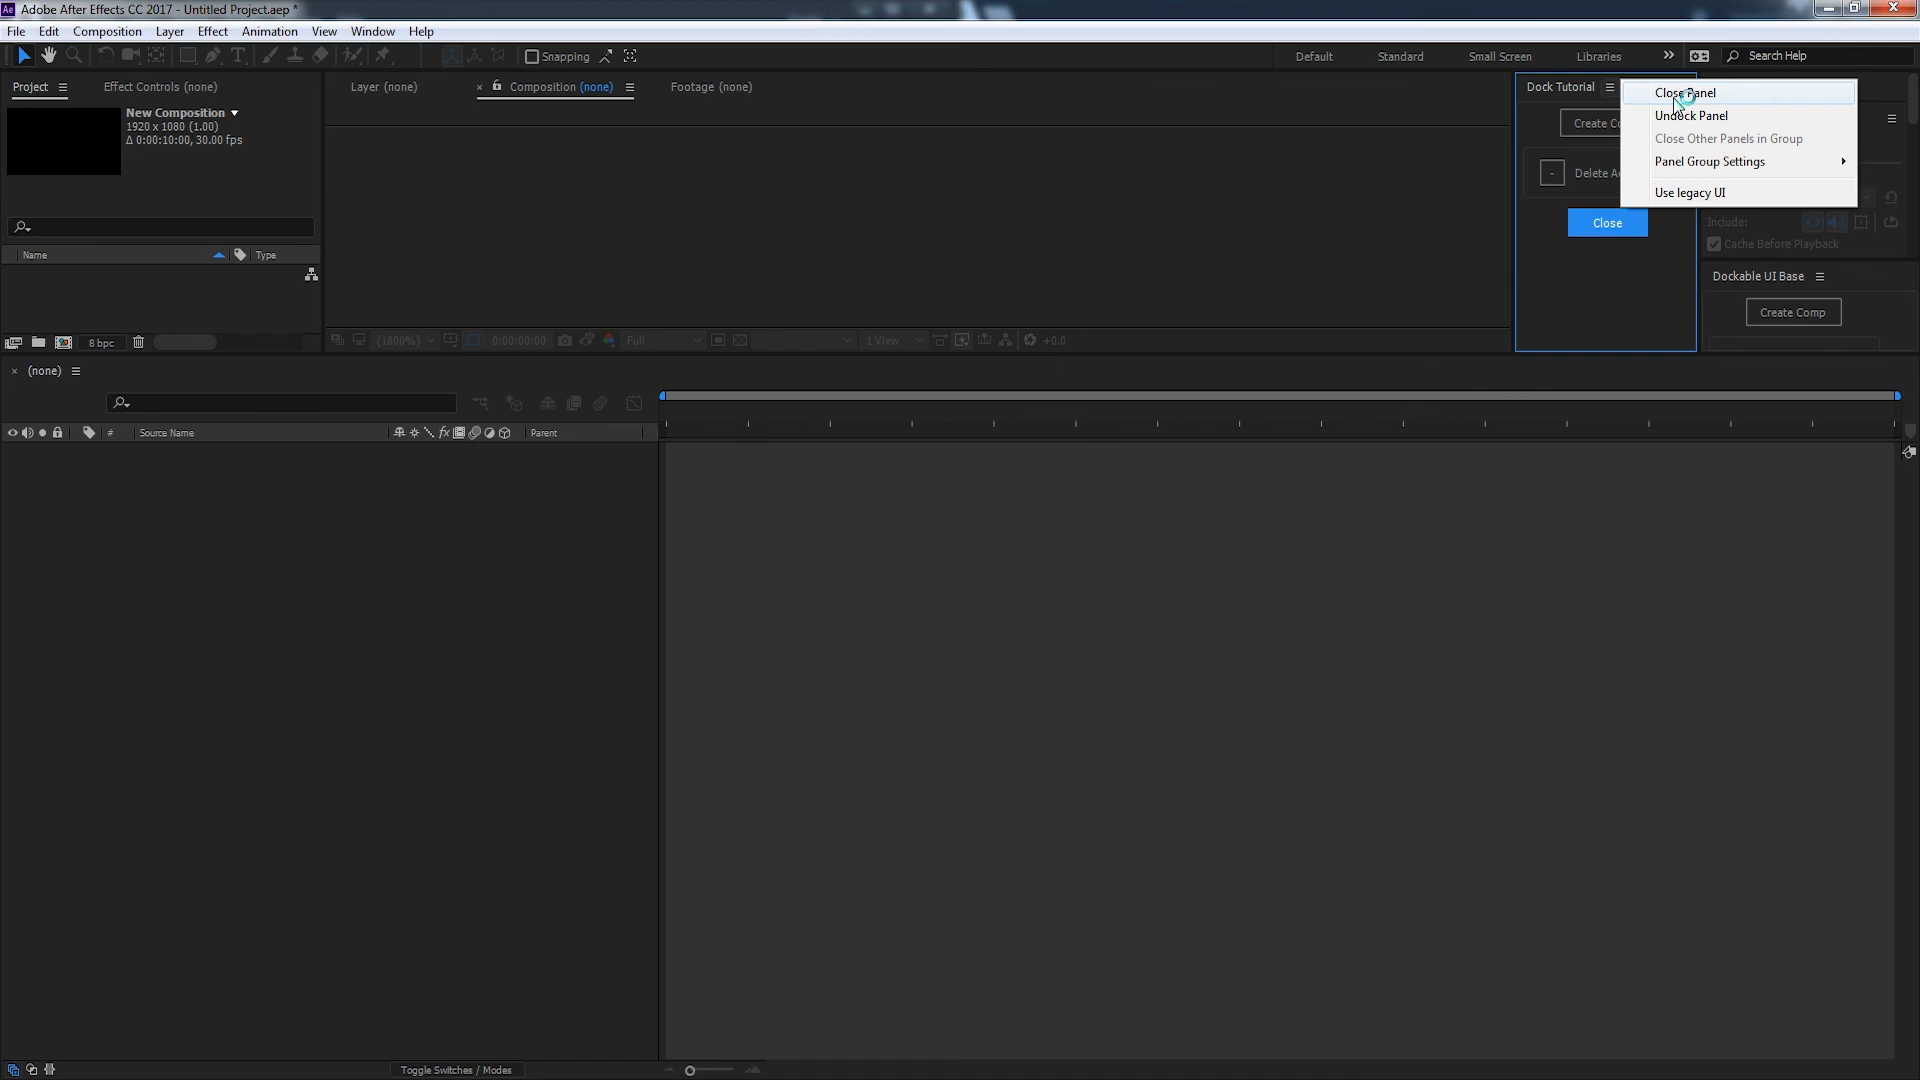 Adobe After Effects CC 2017 - Untitled Project.aep *
File Edit Composition Layer Effect Animation View Window Help
Snapping Default Standard Small Screen Libraries Search Help
Project Effect Controls (none) Layer (none) Composition (none) Footage (none) Dock Tutorial
Close Panel
New Composition
1920 x 1080 (1.00)
Δ 0:00:10:00, 30.00 fps
Create Co
Undock Panel
Close Other Panels in Group
Panel Group Settings
- Delete
Use legacy UI
Close
Include:
Cache Before Playback
Name Type
Dockable UI Base
Create Comp
8 bpc (1800%) 0:00:00:00 Full 1 View +0.0
(none)
# Source Name fx Parent
Toggle Switches / Modes